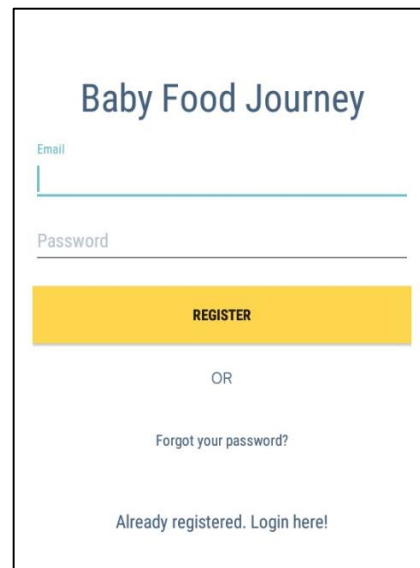 Baby Food Journey
Email
Password
REGISTER
OR
Forgot your password?
Already registered. Login here!